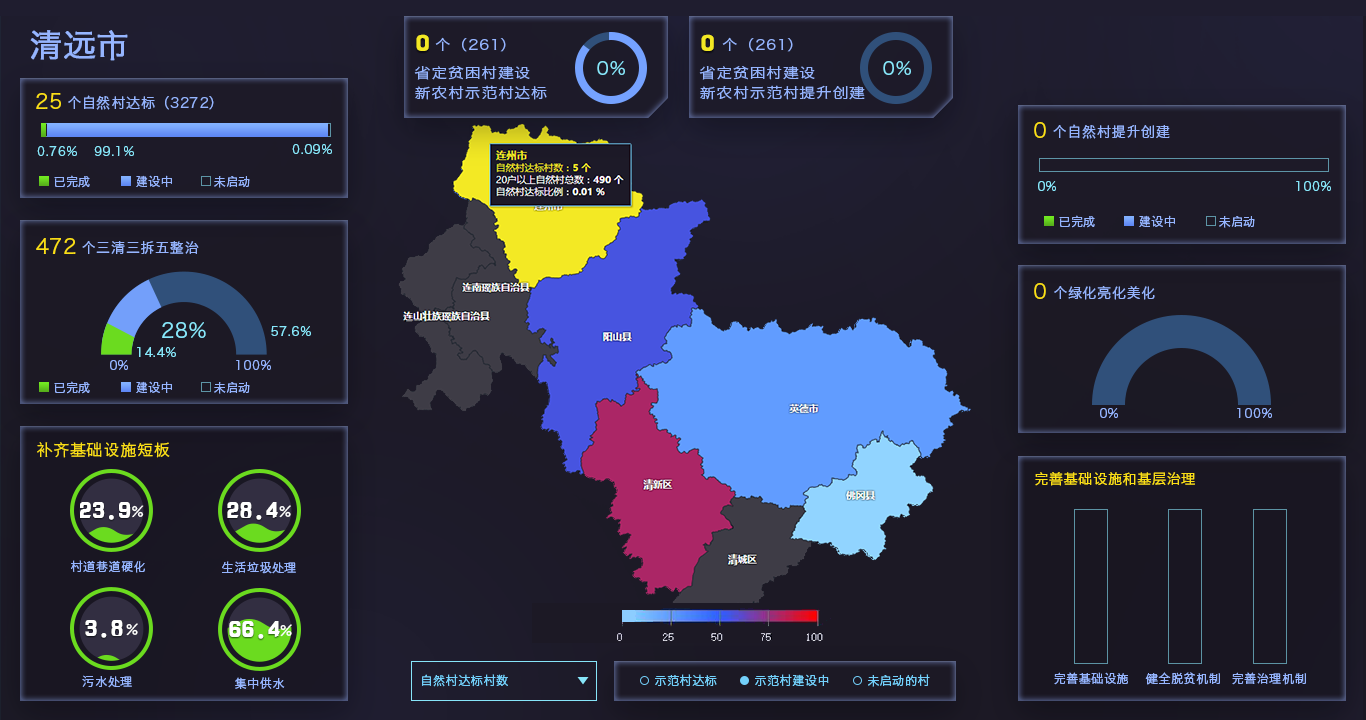 清远市
25 个自然村达标（3272）
0.76% 99.1% 0.09%
已完成 建设中 未启动
472 个三清三拆五整治
28%
57.6%
14.4%
0% 100%
已完成 建设中 未启动
补齐基础设施短板
23.9% 28.4%
村道巷道硬化 生活垃圾处理
3.8% 66.4%
污水处理 集中供水
0 个（261）
省定贫困村建设
新农村示范村达标
0%
0 个（261）
省定贫困村建设
新农村示范村提升创建
0%
连州市
自然村达标村数：5 个
20户以上自然村总数：490 个
自然村达标比例：0.01 %
连州市
连南瑶族自治县
连山壮族瑶族自治县
阳山县
英德市
清新区
佛冈县
清城区
0 25 50 75 100
自然村达标村数
示范村达标 示范村建设中 未启动的村
0 个自然村提升创建
0% 100%
已完成 建设中 未启动
0 个绿化亮化美化
0% 100%
完善基础设施和基层治理
完善基础设施 健全脱贫机制 完善治理机制